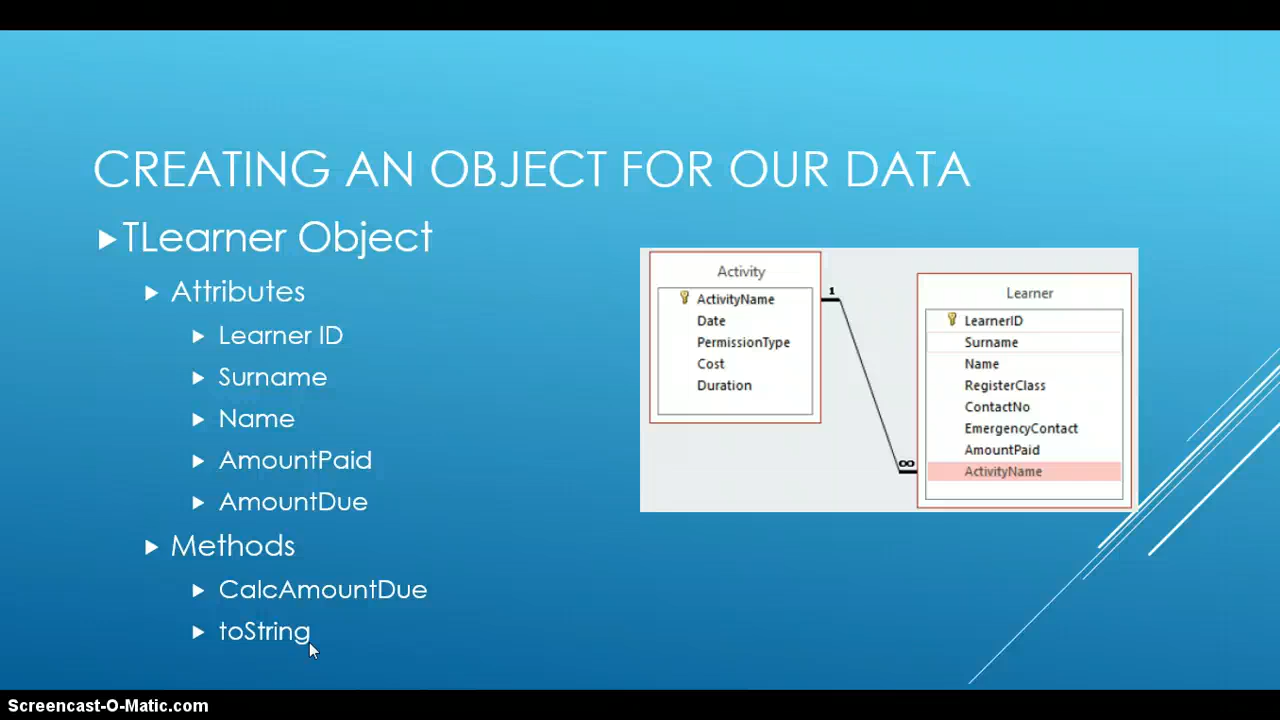 CREATING AN OBJECT FOR OUR DATA
TLearner Object
Attributes
Learner ID
Surname
Name
AmountPaid
AmountDue
Methods
CalcAmountDue
toString
Activity
ActivityName
Date
PermissionType
Cost
Duration
1
∞
Learner
LearnerID
Surname
Name
RegisterClass
ContactNo
EmergencyContact
AmountPaid
ActivityName
Screencast-O-Matic.com